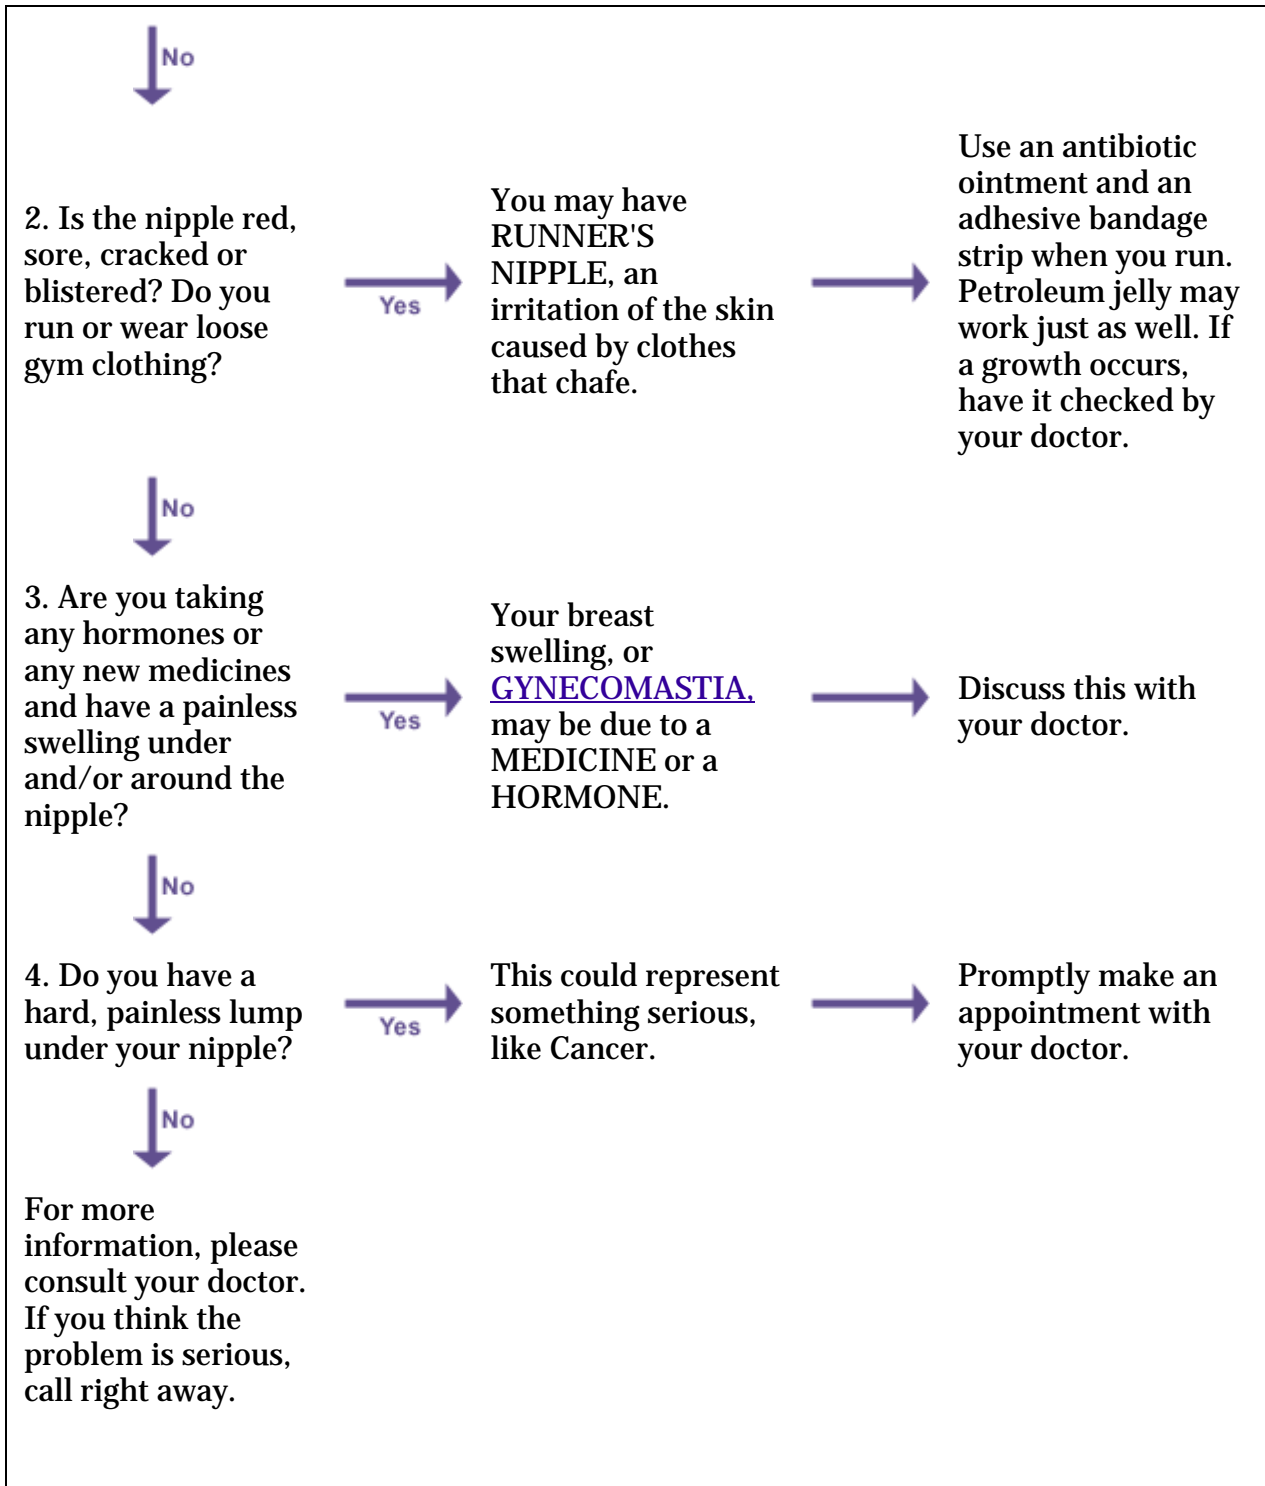 No
2. Is the nipple red,
sore, cracked or
blistered? Do you
run or wear loose
gym clothing?
Yes
You may have
RUNNER'S
NIPPLE, an
irritation of the skin
caused by clothes
that chafe.
Use an antibiotic
ointment and an
adhesive bandage
strip when you run.
Petroleum jelly may
work just as well. If
a growth occurs,
have it checked by
your doctor.
No
3. Are you taking
any hormones or
any new medicines
and have a painless
swelling under
and/or around the
nipple?
Yes
Your breast
swelling, or
GYNECOMASTIA,
may be due to a
MEDICINE or a
HORMONE.
Discuss this with
your doctor.
No
4. Do you have a
hard, painless lump
under your nipple?
Yes
This could represent
something serious,
like Cancer.
Promptly make an
appointment with
your doctor.
No
For more
information, please
consult your doctor.
If you think the
problem is serious,
call right away.